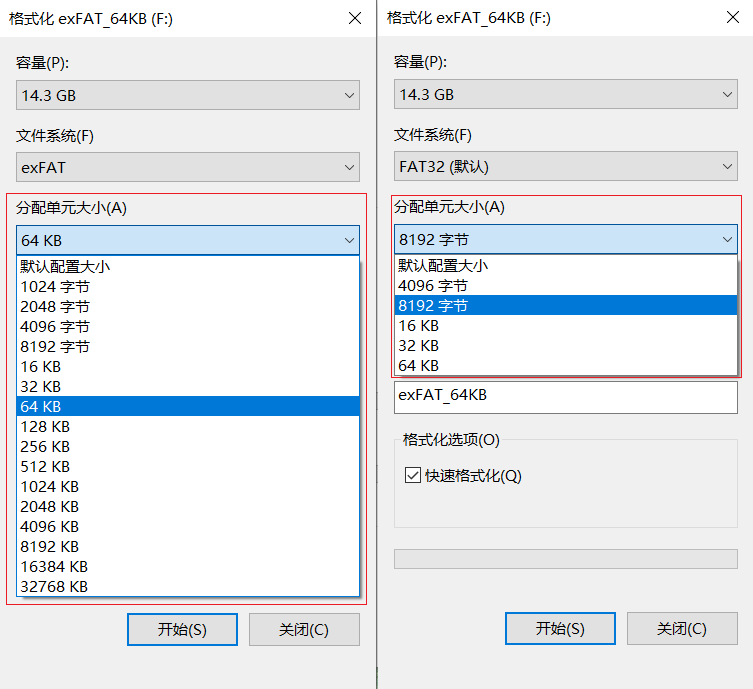 格式化 exFAT_64KB (F:)
容量(P):
14.3 GB
文件系统(F)
exFAT
分配单元大小(A)
64 KB
默认配置大小
1024 字节
2048 字节
4096 字节
8192 字节
16 KB
32 KB
64 KB
128 KB
256 KB
512 KB
1024 KB
2048 KB
4096 KB
8192 KB
16384 KB
32768 KB
开始(S)
关闭(C)
格式化 exFAT_64KB (F:)
容量(P):
14.3 GB
文件系统(F)
FAT32 (默认)
分配单元大小(A)
8192 字节
默认配置大小
4096 字节
8192 字节
16 KB
32 KB
64 KB
exFAT_64KB
格式化选项(O)
快速格式化(Q)
开始(S)
关闭(C)